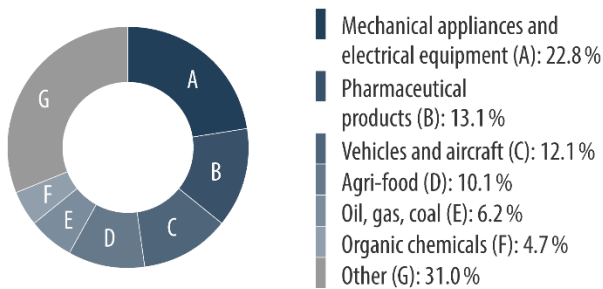 A
B
C
D
E
F
G
Mechanical appliances and
electrical equipment (A): 22.8 %
Pharmaceutical
products (B): 13.1 %
Vehicles and aircraft (C): 12.1 %
Agri-food (D): 10.1 %
Oil, gas, coal (E): 6.2 %
Organic chemicals (F): 4.7 %
Other (G): 31.0 %